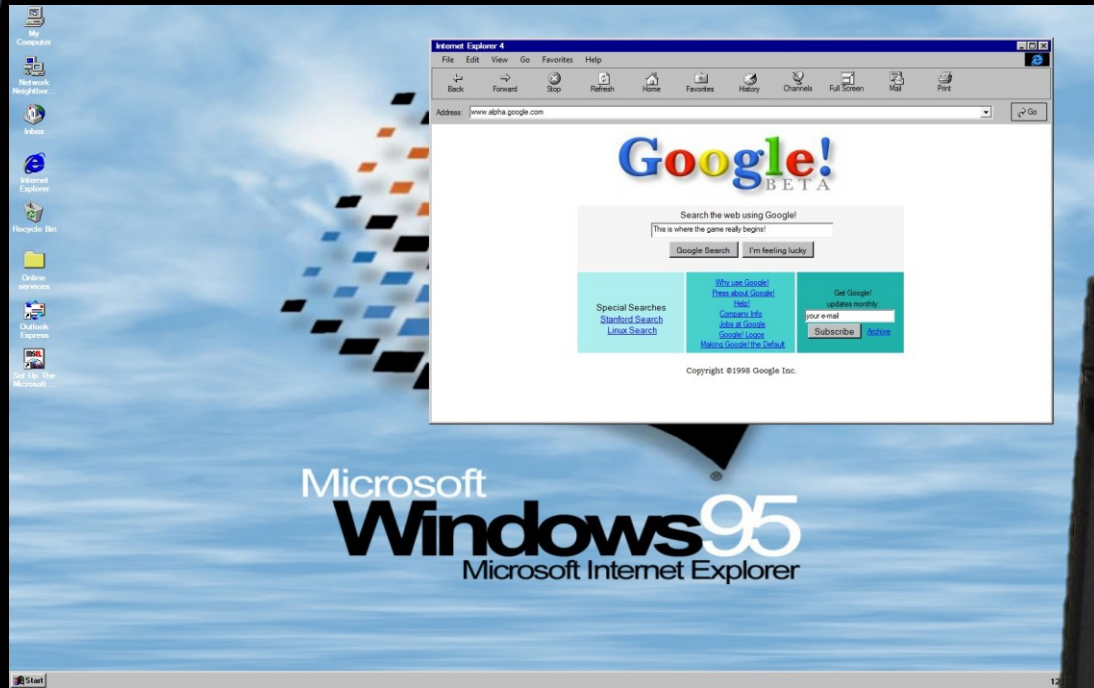 My
Computer
Network
Neighbor...
Inbox
Internet
Explorer
Recycle Bin
Online
services
Outlook
Express
msn.
Set Up The
Microsoft...
Internet Explorer 4
File Edit View Go Favorites Help
Back Forward Stop Refresh Home Favorites History Channels Full Screen Mail Print
Address: www.alpha.google.com Go
Google!
BETA
Search the web using Google!
This is where the game really begins!
Google Search I'm feeling lucky
Special Searches
Stanford Search
Linux Search
Why use Google!
Press about Google!
Help!
Company Info
Jobs at Google
Google! Logos
Making Google! the Default
Get Google!
updates monthly:
your e-mail
Subscribe Archive
Copyright ©1998 Google Inc.
Microsoft
Windows95
Microsoft Internet Explorer
Start
12